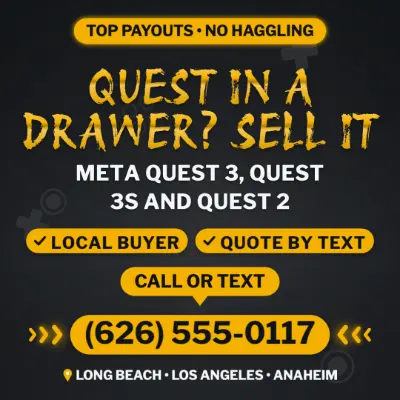 TOP PAYOUTS • NO HAGGLING
QUEST IN A
DRAWER? SELL IT
META QUEST 3, QUEST
3S AND QUEST 2
LOCAL BUYER
QUOTE BY TEXT
CALL OR TEXT
(626) 555-0117
LONG BEACH • LOS ANGELES • ANAHEIM